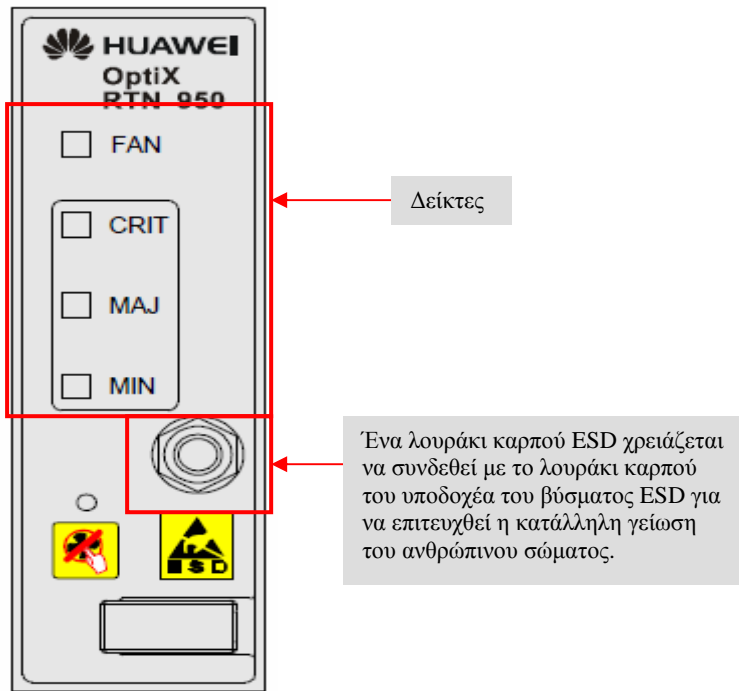 HUAWEI
OptiX
RTN 950
FAN
CRIT
MAJ
MIN
Δείκτες
Ένα λουράκι καρπού ESD χρειάζεται
να συνδεθεί με το λουράκι καρπού
του υποδοχέα του βύσματος ESD για
να επιτευχθεί η κατάλληλη γείωση
του ανθρώπινου σώματος.
ESD